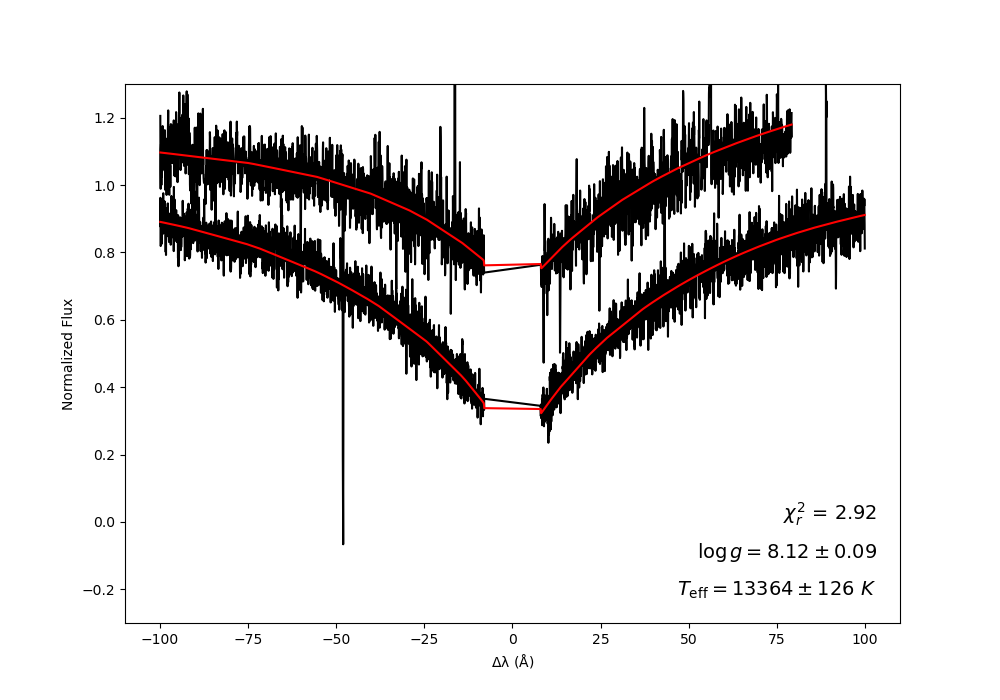 1.2
1.0
0.8
0.6
0.4
0.2
0.0
−0.2
Normalized Flux
χ²ᵣ = 2.92
log g = 8.12 ± 0.09
T_eff = 13364 ± 126 K
−100 −75 −50 −25 0 25 50 75 100
Δλ (Å)